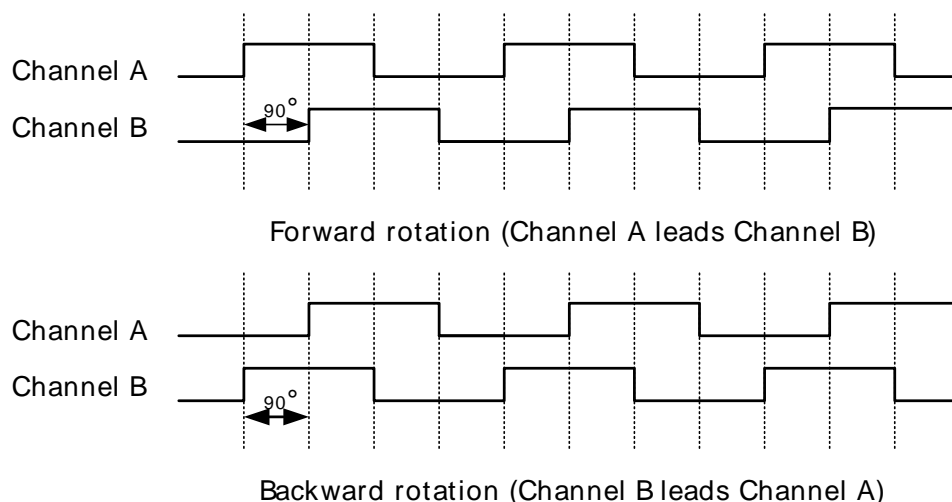 Channel A
90°
Channel B
Forward rotation (Channel A leads Channel B)
Channel A
Channel B
90°
Backward rotation (Channel B leads Channel A)